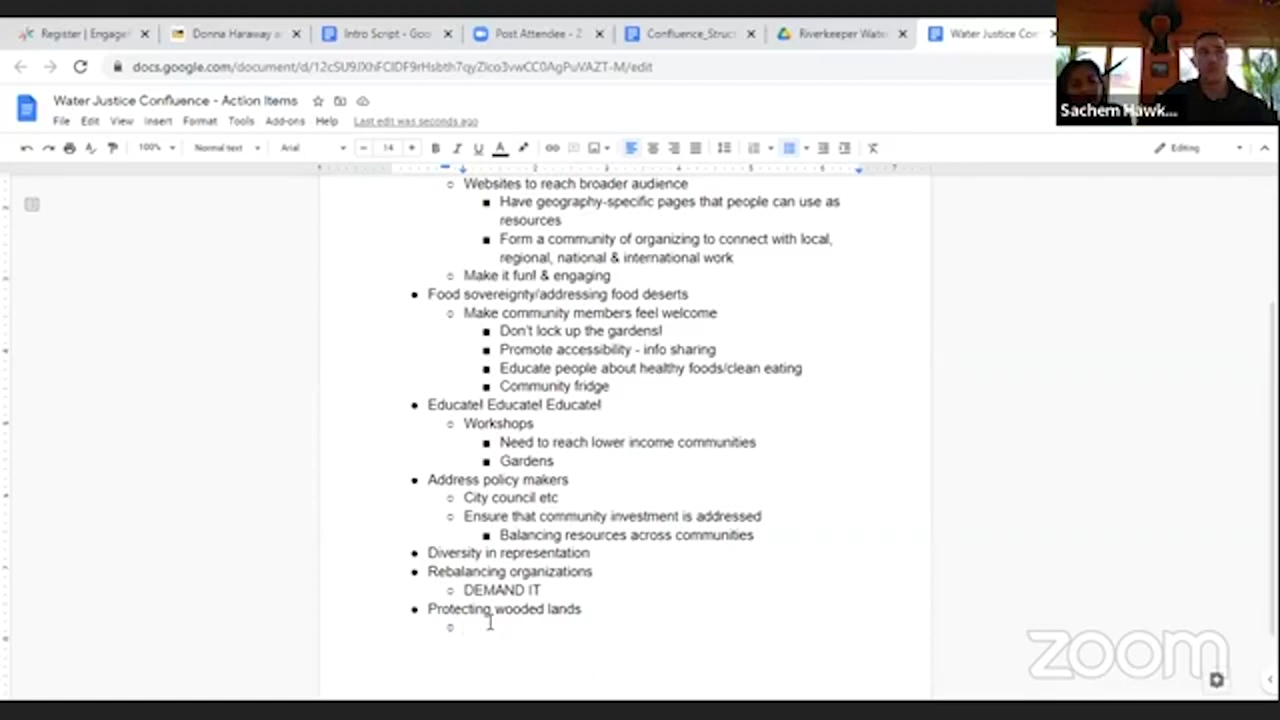 Register | Engage
Donna Haraway
Intro Script - Goo
Post Attendee - Z
Confluence_Struc
Riverkeeper Wate
Water Justice Con
docs.google.com/document/d/
Sachem Hawk...
Water Justice Confluence - Action Items
File Edit View Insert Format Tools Add-ons Help Last edit was seconds ago
100% Normal text Arial 14 Editing
Websites to reach broader audience
Have geography-specific pages that people can use as
resources
Form a community of organizing to connect with local,
regional, national & international work
Make it fun! & engaging
Food sovereignty/addressing food deserts
Make community members feel welcome
Don't lock up the gardens!
Promote accessibility - info sharing
Educate people about healthy foods/clean eating
Community fridge
Educate! Educate! Educate!
Workshops
Need to reach lower income communities
Gardens
Address policy makers
City council etc
Ensure that community investment is addressed
Balancing resources across communities
Diversity in representation
Rebalancing organizations
DEMAND IT
Protecting wooded lands
zoom